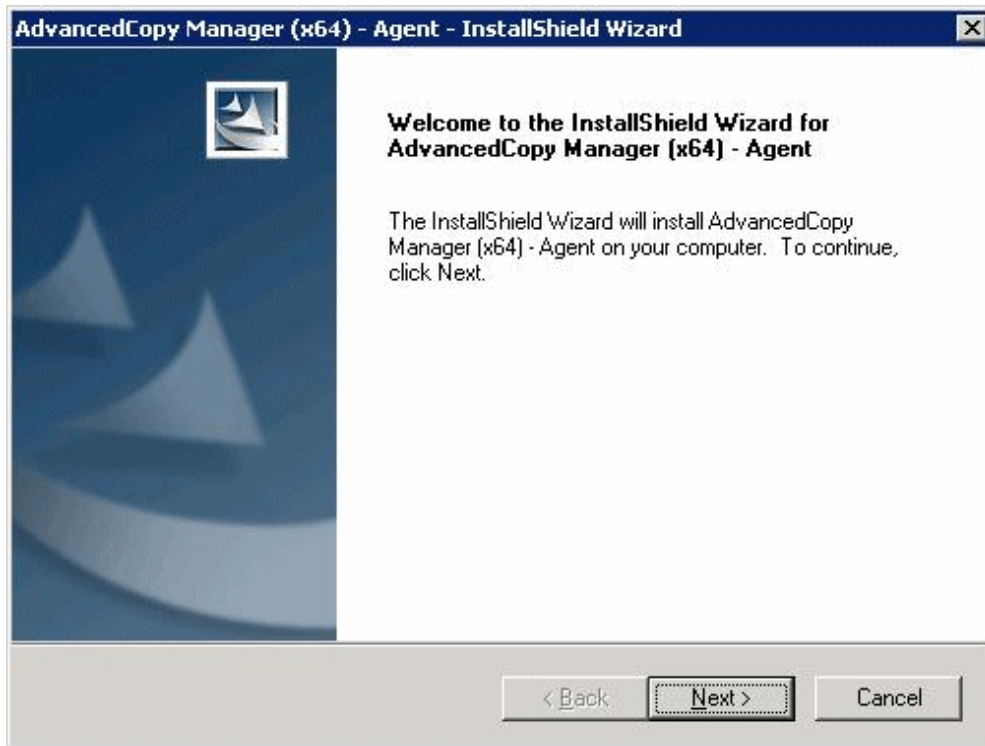 AdvancedCopy Manager (x64) - Agent - InstallShield Wizard
Welcome to the InstallShield Wizard for
AdvancedCopy Manager (x64) - Agent
The InstallShield Wizard will install AdvancedCopy
Manager (x64) - Agent on your computer. To continue,
click Next.
< Back
Next >
Cancel